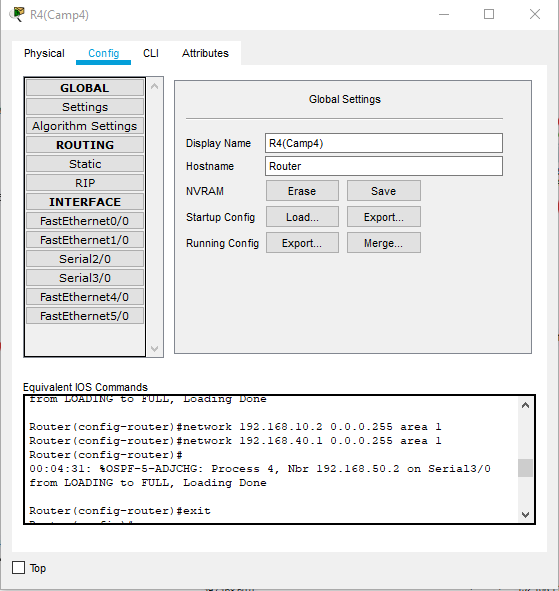 R4(Camp4)
Physical Config CLI Attributes
GLOBAL
Settings
Algorithm Settings
ROUTING
Static
RIP
INTERFACE
FastEthernet0/0
FastEthernet1/0
Serial2/0
Serial3/0
FastEthernet4/0
FastEthernet5/0
Global Settings
Display Name R4(Camp4)
Hostname Router
NVRAM Erase Save
Startup Config Load... Export...
Running Config Export... Merge...
Equivalent IOS Commands
from LOADING to FULL, Loading Done
Router(config-router)#network 192.168.10.2 0.0.0.255 area 1
Router(config-router)#network 192.168.40.1 0.0.0.255 area 1
Router(config-router)#
00:04:31: %OSPF-5-ADJCHG: Process 4, Nbr 192.168.50.2 on Serial3/0
from LOADING to FULL, Loading Done
Router(config-router)#exit
Top